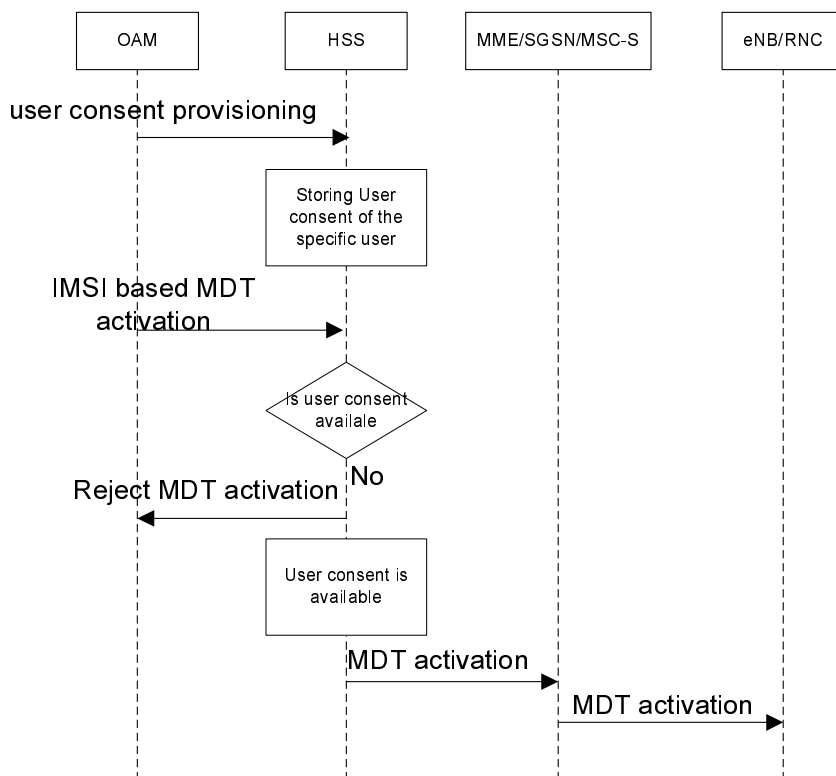 OAM
HSS
MME/SGSN/MSC-S
eNB/RNC
user consent provisioning
Storing User
consent of the
specific user
IMSI based MDT
activation
Is user consent
availale
No
Reject MDT activation
User consent is
available
MDT activation
MDT activation